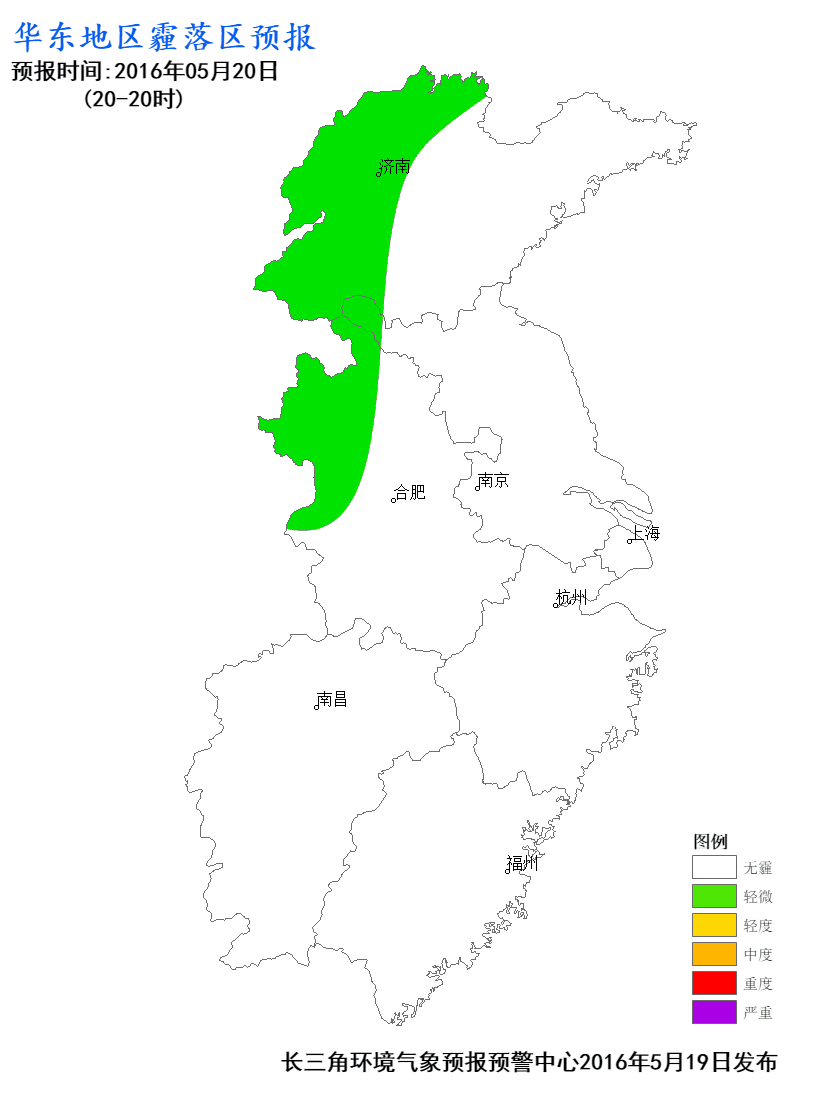 华东地区霾落区预报
预报时间:2016年05月20日
(20-20时)
济南
合肥
南京
上海
杭州
南昌
福州
图例
无霾
轻微
轻度
中度
重度
严重
长三角环境气象预报预警中心2016年5月19日发布